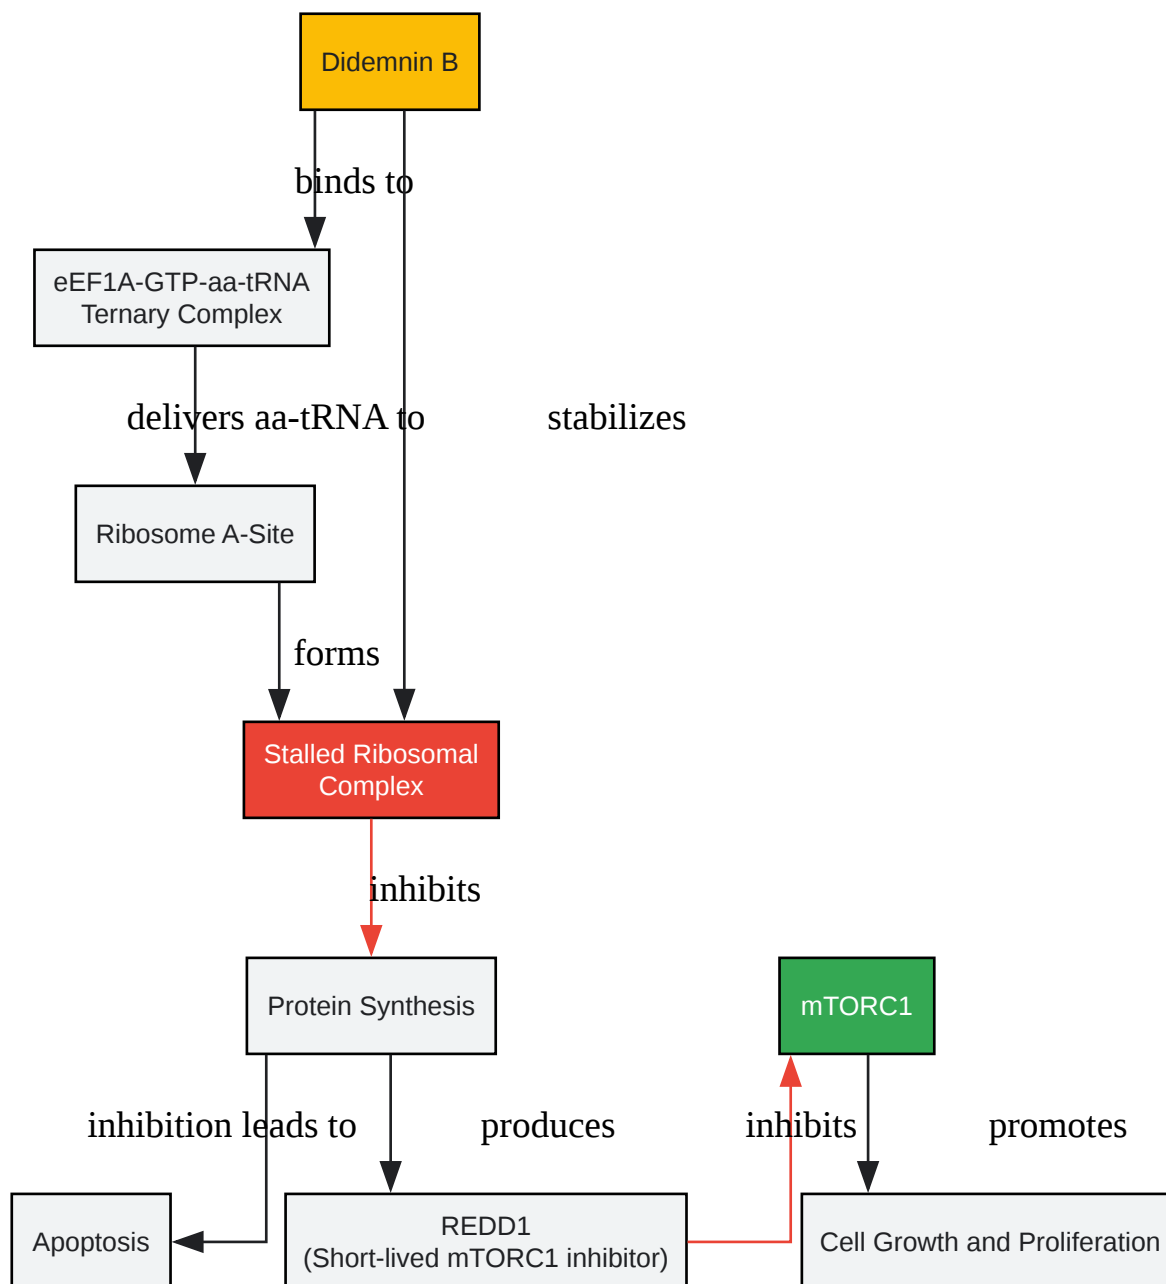 Didemnin B
binds to
eEF1A-GTP-aa-tRNA
Ternary Complex
delivers aa-tRNA to
stabilizes
Ribosome A-Site
forms
Stalled Ribosomal
Complex
inhibits
Protein Synthesis
mTORC1
inhibition leads to
produces
inhibits
promotes
Apoptosis
REDD1
(Short-lived mTORC1 inhibitor)
Cell Growth and Proliferation